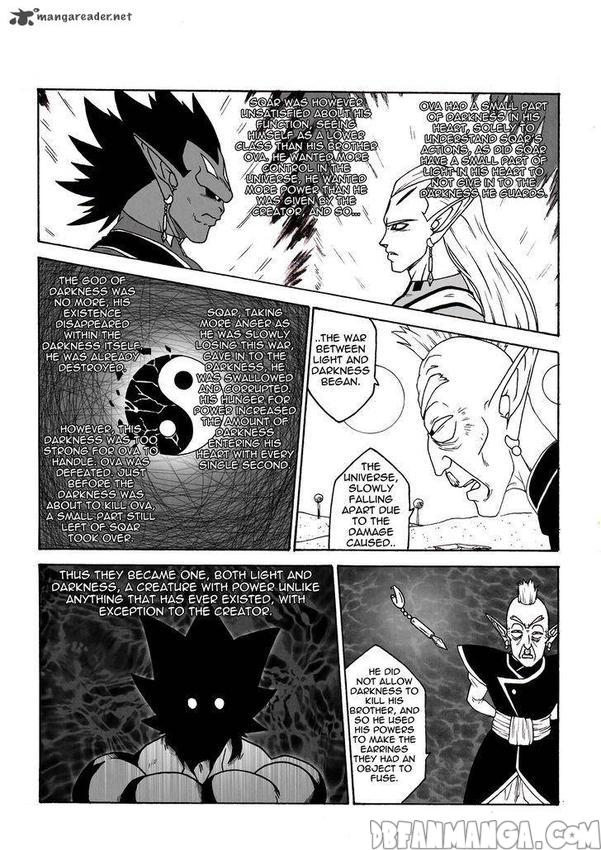 mangareader.net
SQAR WAS HOWEVER
UNSATISFIED ABOUT HIS
FUNCTION, SEEING
HIMSELF AS A LOWER
CLASS THAN HIS BROTHER
OVA. HE WANTED MORE
CONTROL IN THE
UNIVERSE, HE WANTED
MORE POWER THAN HE
WAS GIVEN BY THE
CREATOR, AND SO...
OVA HAD A SMALL PART
OF DARKNESS IN HIS
HEART, SOLELY TO
UNDERSTAND SQAR'S
ACTIONS, AS DID SQAR
HAVE A SMALL PART OF
LIGHT IN HIS HEART TO
NOT GIVE IN TO THE
DARKNESS HE GUARDS.
THE GOD OF
DARKNESS WAS
NO MORE, HIS
EXISTENCE
DISAPPEARED
WITHIN THE
DARKNESS ITSELF,
HE WAS ALREADY
DESTROYED.
SQAR, TAKING
MORE ANGER AS
HE WAS SLOWLY
LOSING THIS WAR,
GAVE IN TO THE
DARKNESS, HE
WAS SWALLOWED
AND CORRUPTED.
HIS HUNGER FOR
POWER INCREASED
THE AMOUNT OF
DARKNESS
ENTERING HIS
HEART WITH EVERY
SINGLE SECOND.
HOWEVER, THIS
DARKNESS WAS TOO
STRONG FOR OVA TO
HANDLE. OVA WAS
DEFEATED. JUST
BEFORE THE
DARKNESS WAS
ABOUT TO KILL OVA,
A SMALL PART STILL
LEFT OF SQAR
TOOK OVER.
..THE WAR
BETWEEN
LIGHT AND
DARKNESS
BEGAN.
THE
UNIVERSE,
SLOWLY
FALLING
APART DUE
TO THE
DAMAGE
CAUSED..
THUS THEY BECAME ONE, BOTH LIGHT AND
DARKNESS, A CREATURE WITH POWER UNLIKE
ANYTHING THAT HAS EVER EXISTED, WITH
EXCEPTION TO THE CREATOR.
HE DID
NOT ALLOW
DARKNESS TO
KILL HIS
BROTHER, AND
SO HE USED
HIS POWERS
TO MAKE THE
EARRINGS
THEY HAD AN
OBJECT TO
FUSE.
DBFANMANGA.COM